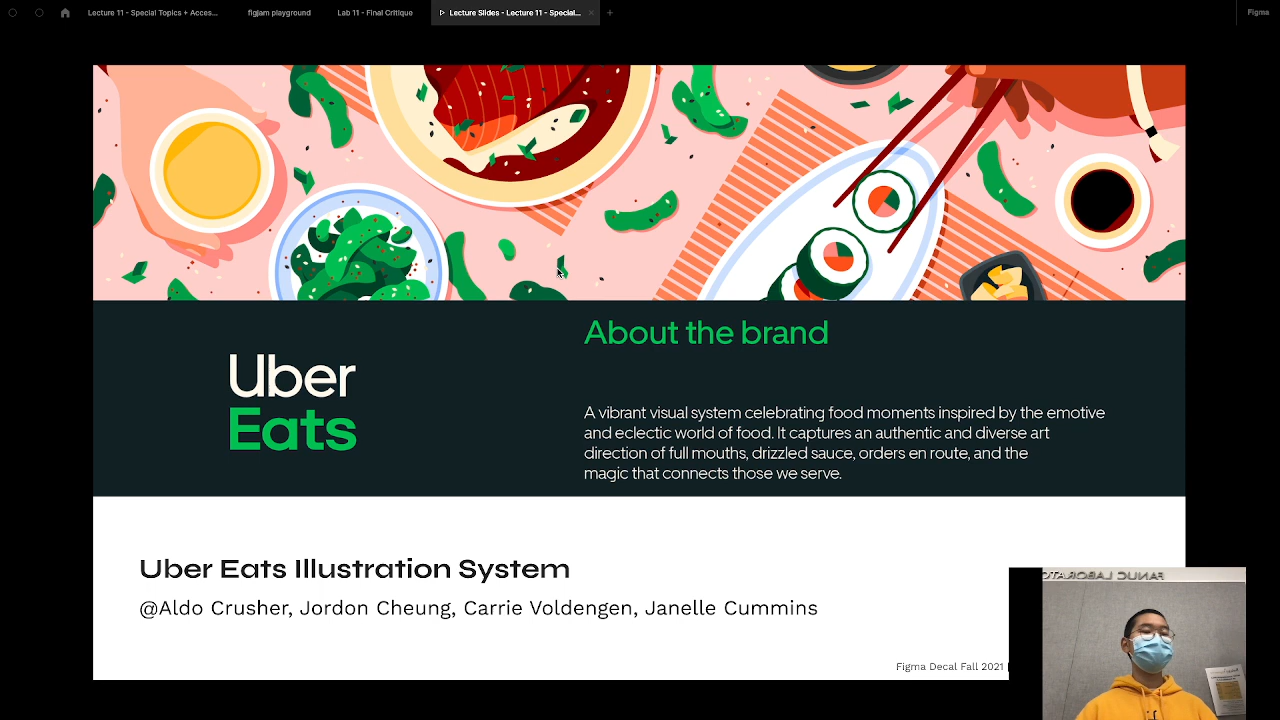 Lecture 11 - Special Topics + Acces...
figjam playground
Lab 11 - Final Critique
Lecture Slides - Lecture 11 - Special...
Figma
About the brand
Uber
Eats
A vibrant visual system celebrating food moments inspired by the emotive
and eclectic world of food. It captures an authentic and diverse art
direction of full mouths, drizzled sauce, orders en route, and the
magic that connects those we serve.
Uber Eats Illustration System
@Aldo Crusher, Jordon Cheung, Carrie Voldengen, Janelle Cummins
Figma Decal Fall 2021
FANUC LABORATO